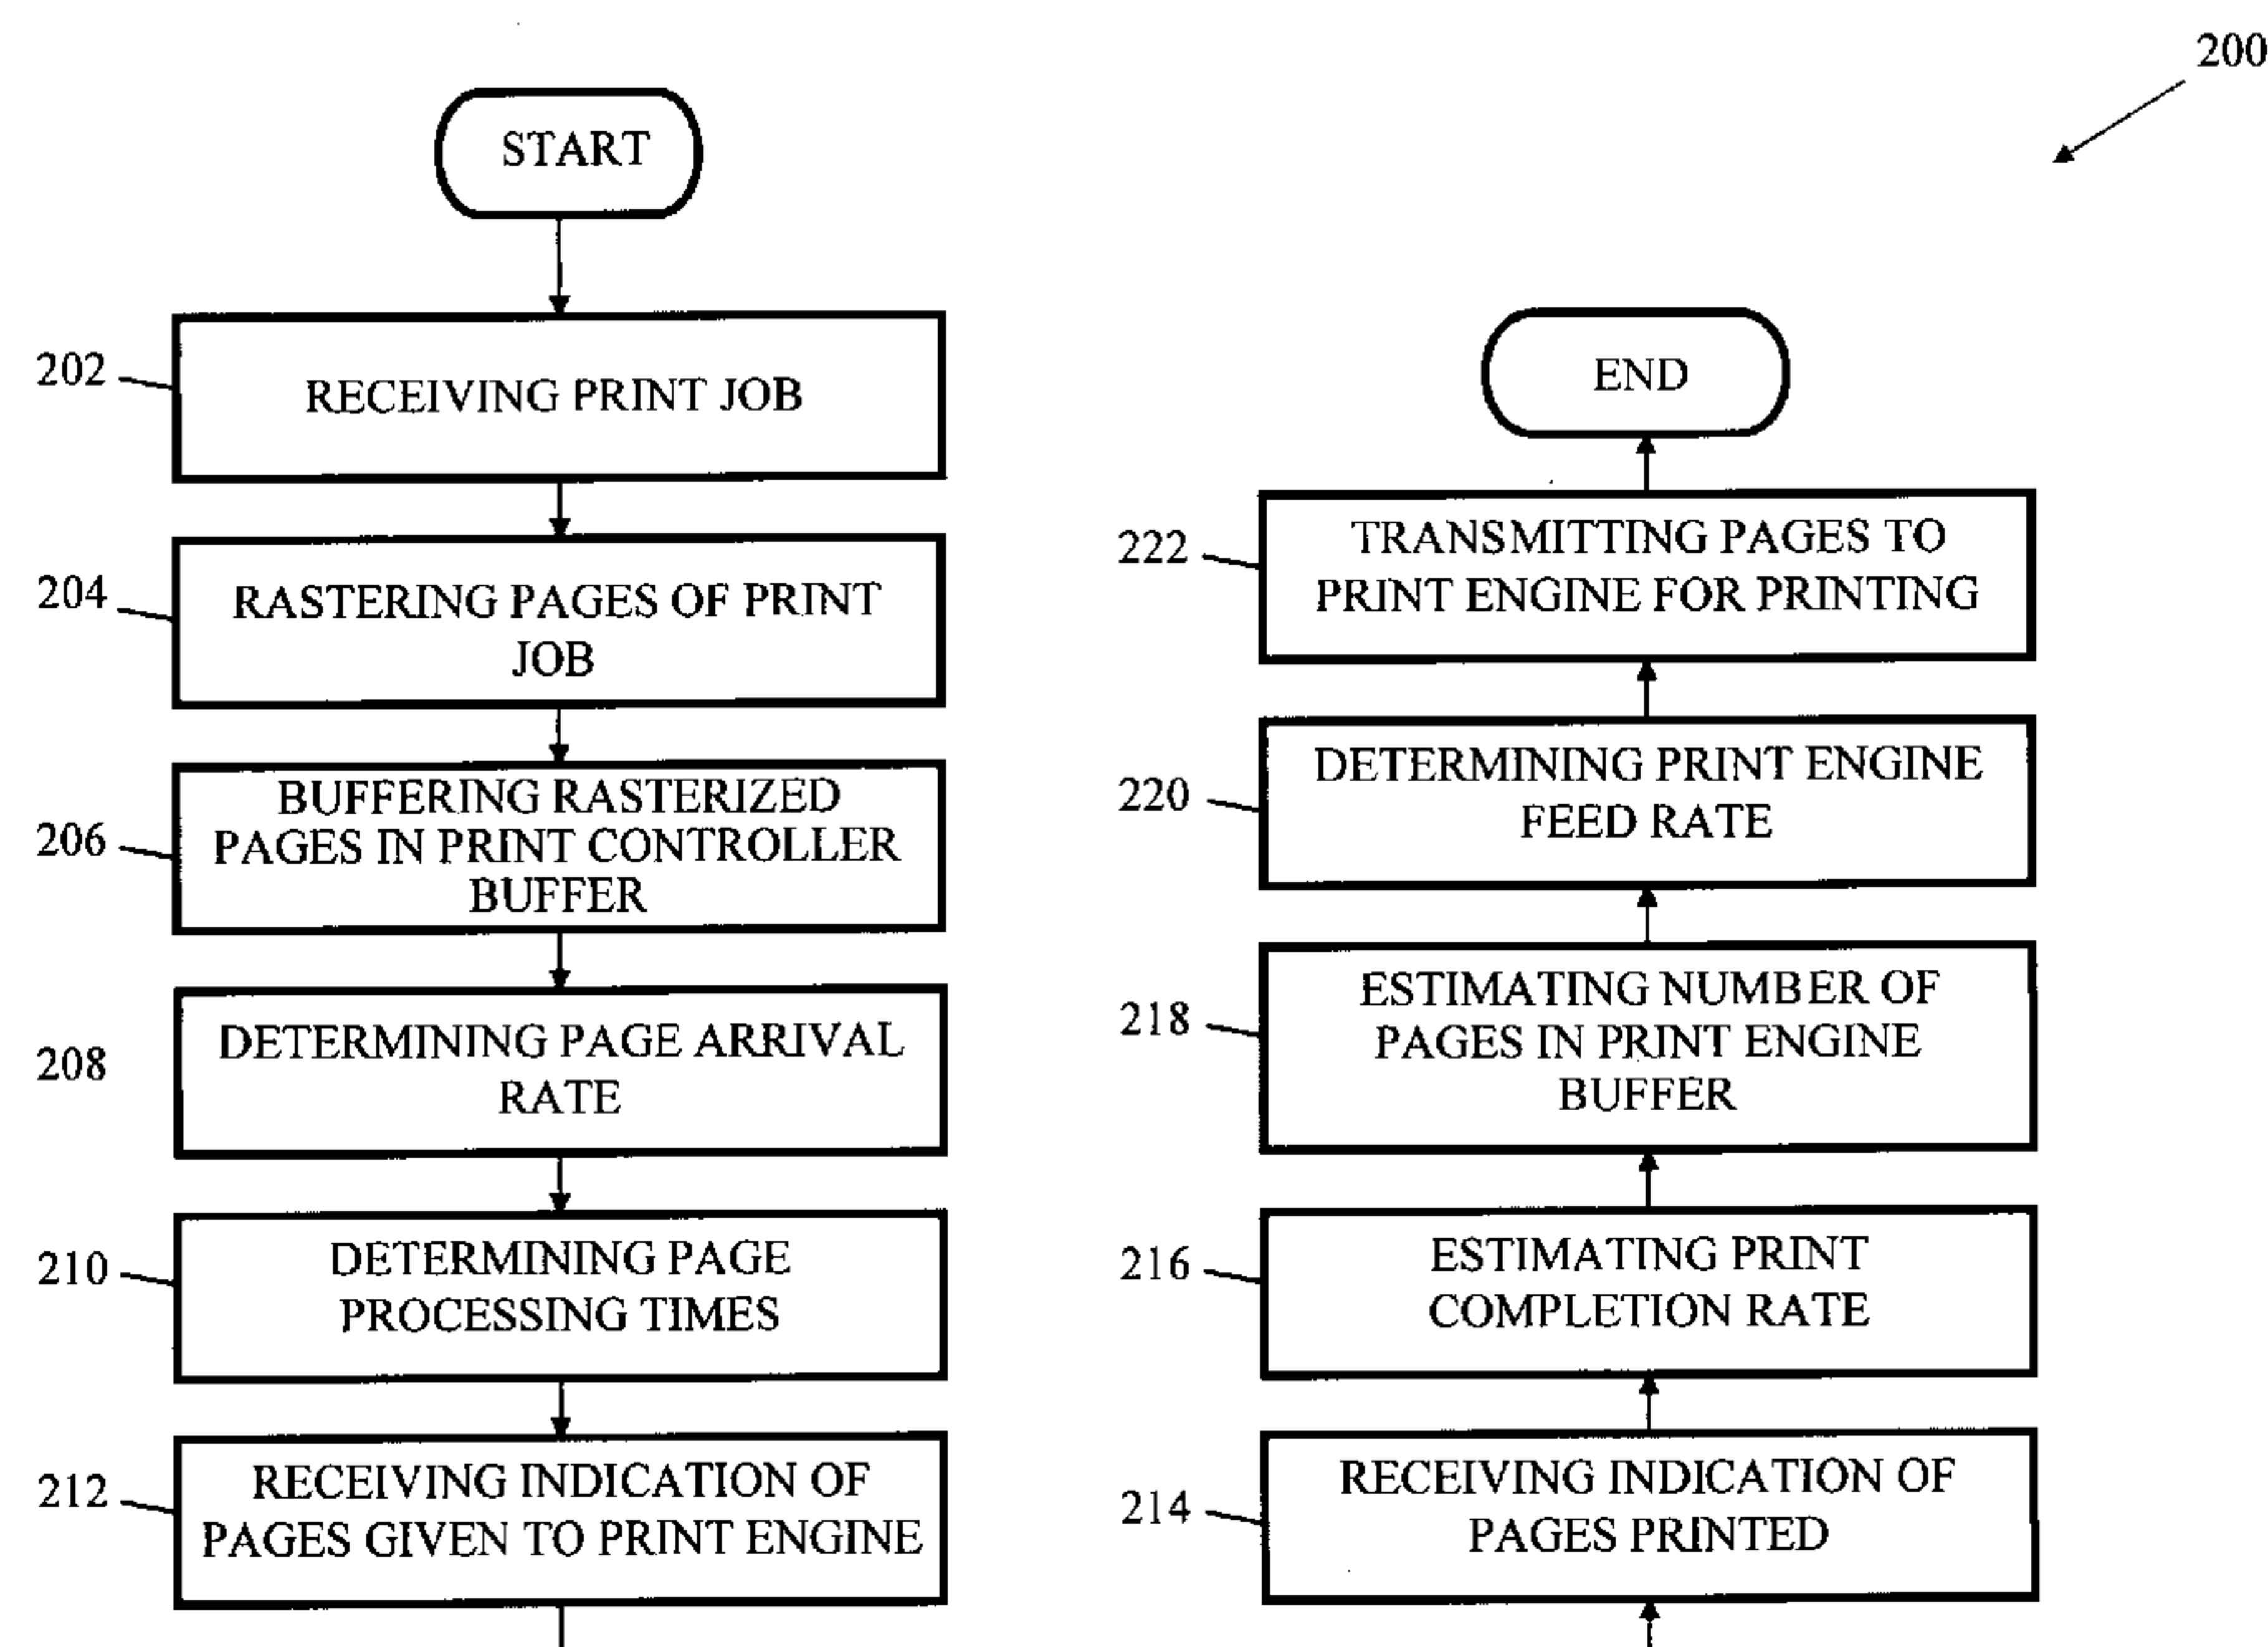 200
START
202
RECEIVING PRINT JOB
204
RASTERING PAGES OF PRINT
JOB
206
BUFFERING RASTERIZED
PAGES IN PRINT CONTROLLER
BUFFER
208
DETERMINING PAGE ARRIVAL
RATE
210
DETERMINING PAGE
PROCESSING TIMES
212
RECEIVING INDICATION OF
PAGES GIVEN TO PRINT ENGINE
END
222
TRANSMITTING PAGES TO
PRINT ENGINE FOR PRINTING
220
DETERMINING PRINT ENGINE
FEED RATE
218
ESTIMATING NUMBER OF
PAGES IN PRINT ENGINE
BUFFER
216
ESTIMATING PRINT
COMPLETION RATE
214
RECEIVING INDICATION OF
PAGES PRINTED